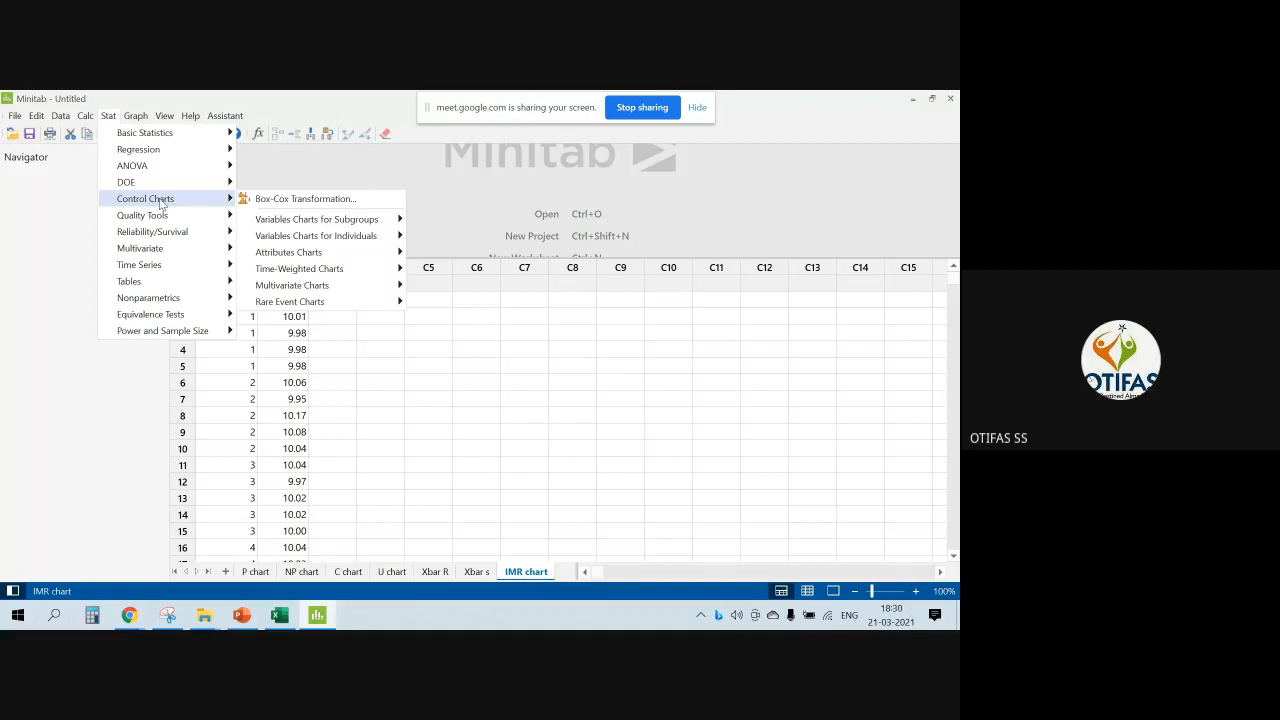 Minitab - Untitled
meet.google.com is sharing your screen. Stop sharing Hide
File Edit Data Calc Stat Graph View Help Assistant
Navigator
Minitab
Basic Statistics
Regression
ANOVA
DOE
Control Charts
Quality Tools
Reliability/Survival
Multivariate
Time Series
Tables
Nonparametrics
Equivalence Tests
Power and Sample Size
Box-Cox Transformation...
Variables Charts for Subgroups
Variables Charts for Individuals
Attributes Charts
Time-Weighted Charts
Multivariate Charts
Rare Event Charts
Open Ctrl+O
New Project Ctrl+Shift+N
New Worksheet Ctrl+N
C5 C6 C7 C8 C9 C10 C11 C12 C13 C14 C15
1 10.01
1 9.98
4 1 9.98
5 1 9.98
6 2 10.06
7 2 9.95
8 2 10.17
9 2 10.08
10 2 10.04
11 3 10.04
12 3 9.97
13 3 10.02
14 3 10.02
15 3 10.00
16 4 10.04
P chart NP chart C chart U chart Xbar R Xbar s IMR chart
IMR chart
100%
ENG
18:30
21-03-2021
OTIFAS
OTIFAS SS